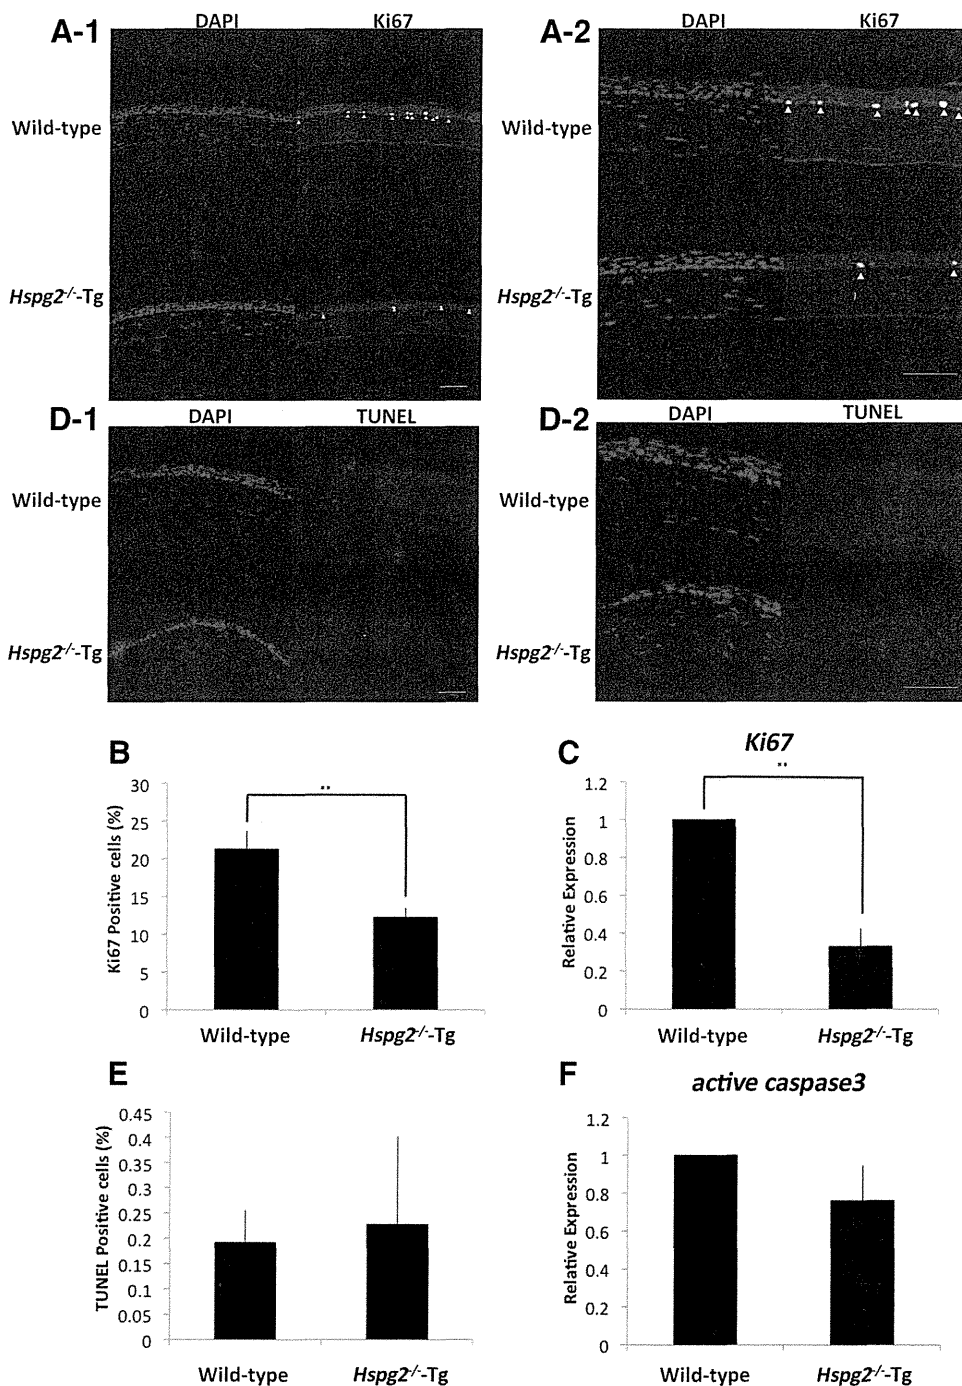 A-1 DAPI Ki67
Wild-type
Hspg2-/--Tg
A-2 DAPI Ki67
Wild-type
Hspg2-/--Tg
D-1 DAPI TUNEL
Wild-type
Hspg2-/--Tg
D-2 DAPI TUNEL
Wild-type
Hspg2-/--Tg
B
Ki67 Positive cells (%)
30
25
20
15
10
5
0
**
Wild-type Hspg2-/--Tg
C
Ki67
Relative Expression
1.2
1
0.8
0.6
0.4
0.2
0
**
Wild-type Hspg2-/--Tg
E
TUNEL Positive cells (%)
0.45
0.4
0.35
0.3
0.25
0.2
0.15
0.1
0.05
0
Wild-type Hspg2-/--Tg
F
active caspase3
Relative Expression
1.2
1
0.8
0.6
0.4
0.2
0
Wild-type Hspg2-/--Tg